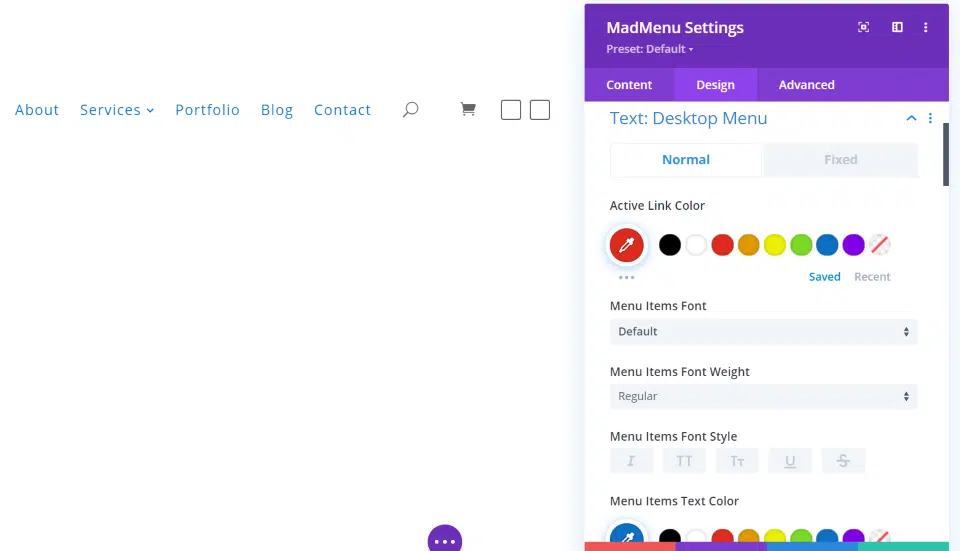 MadMenu Settings
Preset: Default
Content Design Advanced
About Services Portfolio Blog Contact
Text: Desktop Menu
Normal Fixed
Active Link Color
Saved Recent
Menu Items Font
Default
Menu Items Font Weight
Regular
Menu Items Font Style
I TT Tт U S
Menu Items Text Color